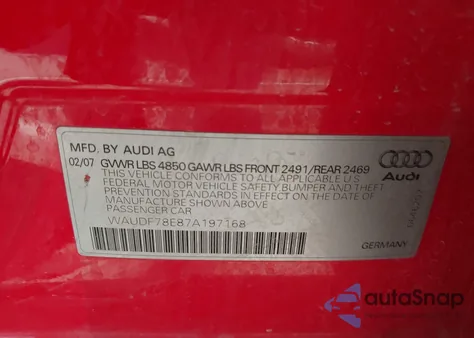 MFD. BY AUDI AG
02/07 GVWR LBS 4850 GAWR LBS FRONT 2491/REAR 2469
THIS VEHICLE CONFORMS TO ALL APPLICABLE U.S.
FEDERAL MOTOR VEHICLE SAFETY BUMPER AND THEFT
PREVENTION STANDARDS IN EFFECT ON THE DATE OF
MANUFACTURE SHOWN ABOVE
PASSENGER CAR
WAUDF78E87A197168
Audi
GERMANY
autoSnap